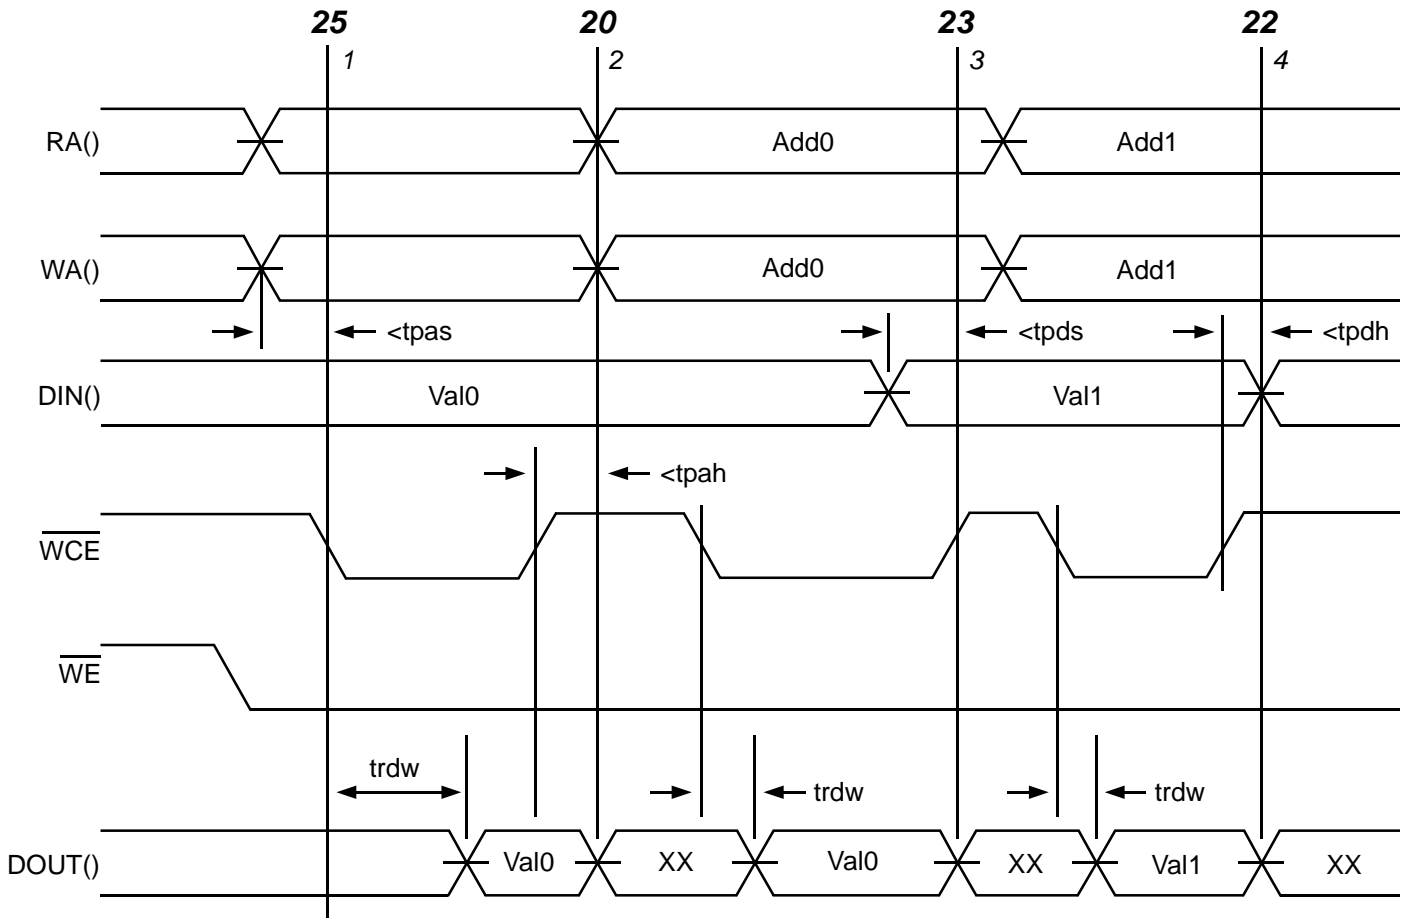 25 20 23 22
1 2 3 4
RA() Add0 Add1
WA() Add0 Add1
<tpas <tpds <tpdh
DIN() Val0 Val1
<tpah
WCE
WE
trdw trdw trdw
DOUT() Val0 XX Val0 XX Val1 XX